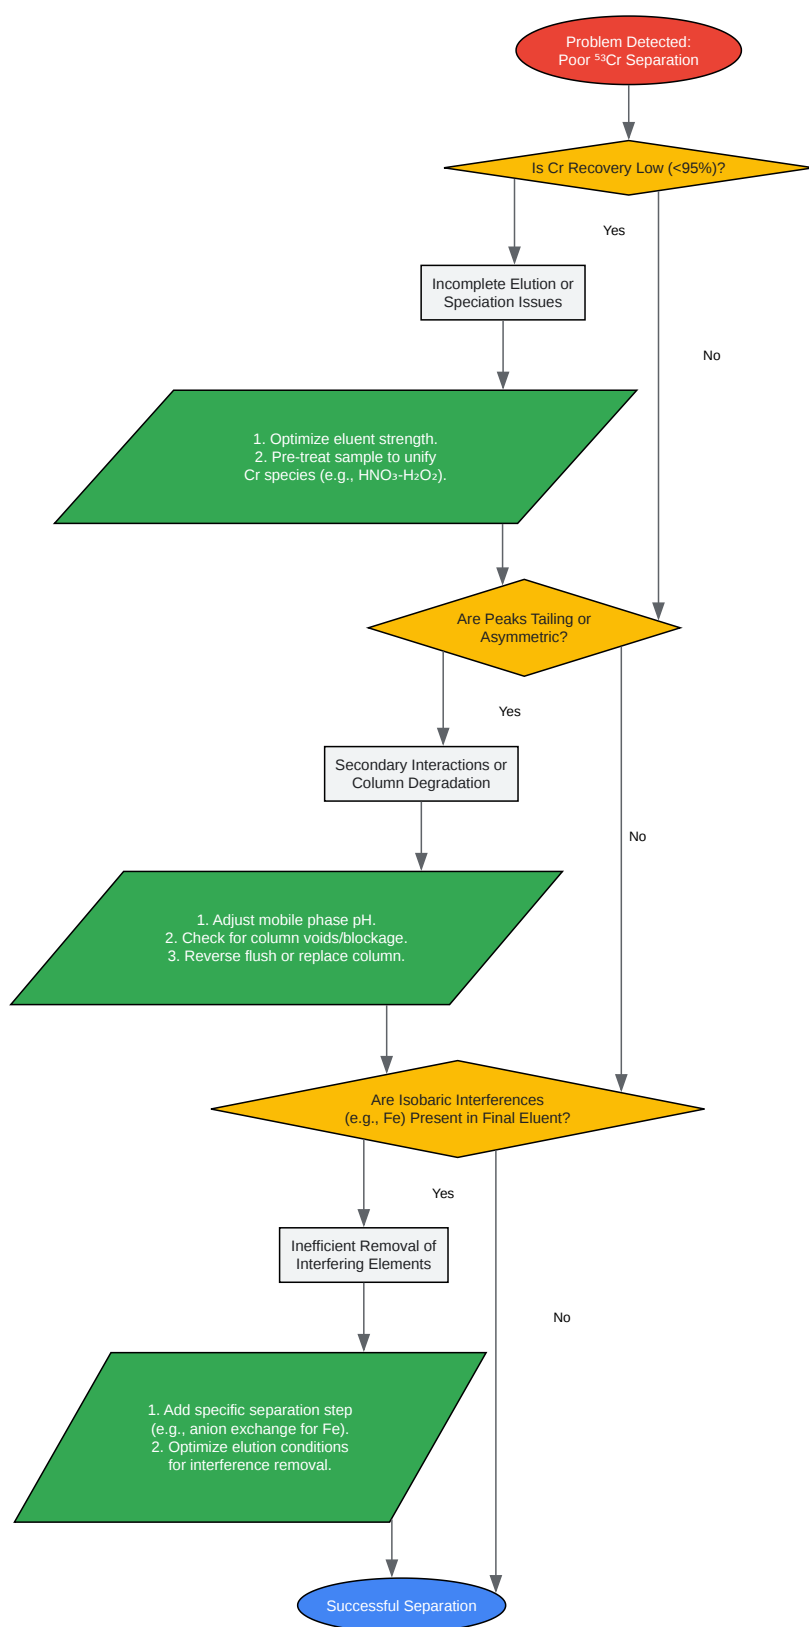 Problem Detected:
Poor ⁵³Cr Separation
Is Cr Recovery Low (<95%)?
Yes
Incomplete Elution or
Speciation Issues
No
1. Optimize eluent strength.
2. Pre-treat sample to unify
Cr species (e.g., HNO₃-H₂O₂).
Are Peaks Tailing or
Asymmetric?
Yes
Secondary Interactions or
Column Degradation
No
1. Adjust mobile phase pH.
2. Check for column voids/blockage.
3. Reverse flush or replace column.
Are Isobaric Interferences
(e.g., Fe) Present in Final Eluent?
Yes
Inefficient Removal of
Interfering Elements
No
1. Add specific separation step
(e.g., anion exchange for Fe).
2. Optimize elution conditions
for interference removal.
Successful Separation